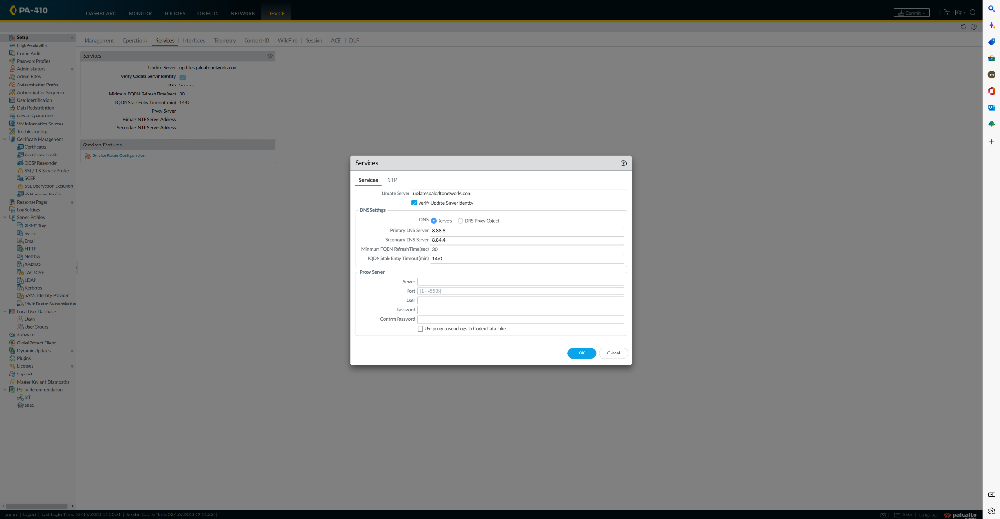 PA-410
DASHBOARD MONITOR POLICIES OBJECTS NETWORK DEVICE
Commit
Setup
High Availability
Config Audit
Password Profiles
Administrators
Admin Roles
Authentication Profile
Authentication Sequence
User Identification
Data Redistribution
Device Quarantine
VM Information Sources
Troubleshooting
Certificate Management
Certificates
Certificate Profile
OCSP Responder
SSL/TLS Service Profile
SCEP
SSL Decryption Exclusion
SSH Service Profile
Response Pages
Log Settings
Server Profiles
SNMP Trap
Syslog
Email
HTTP
Netflow
RADIUS
TACACS+
LDAP
Kerberos
SAML Identity Provider
Multi Factor Authentication
Local User Database
Users
User Groups
Software
GlobalProtect Client
Dynamic Updates
Plugins
Licenses
Support
Master Key and Diagnostics
Policy Recommendation
IoT
SaaS
Management Operations Services Interfaces Telemetry Content-ID WildFire Session ACE DLP
Services
Update Server updates.paloaltonetworks.com
Verify Update Server Identity
DNS Servers
Minimum FQDN Refresh Time (sec) 30
FQDN Stale Entry Timeout (min) 1440
Proxy Server
Primary NTP Server Address
Secondary NTP Server Address
Services Features
Service Route Configuration
Services
Services NTP
Update Server updates.paloaltonetworks.com
Verify Update Server Identity
DNS Settings
DNS Servers DNS Proxy Object
Primary DNS Server 8.8.8.8
Secondary DNS Server 8.8.4.4
Minimum FQDN Refresh Time (sec) 30
FQDN Stale Entry Timeout (min) 1440
Proxy Server
Server
Port [1 - 65535]
User
Password
Confirm Password
Use proxy to send logs to Cortex Data Lake
OK Cancel
admin | Logout | Last Login Time: | Session Expire Time:
Language
paloalto